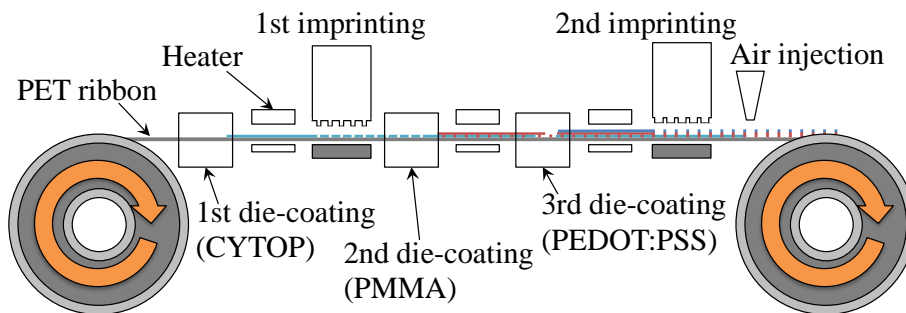 1st imprinting
2nd imprinting
Heater
Air injection
PET ribbon
1st die-coating
(CYTOP)
2nd die-coating
(PMMA)
3rd die-coating
(PEDOT:PSS)